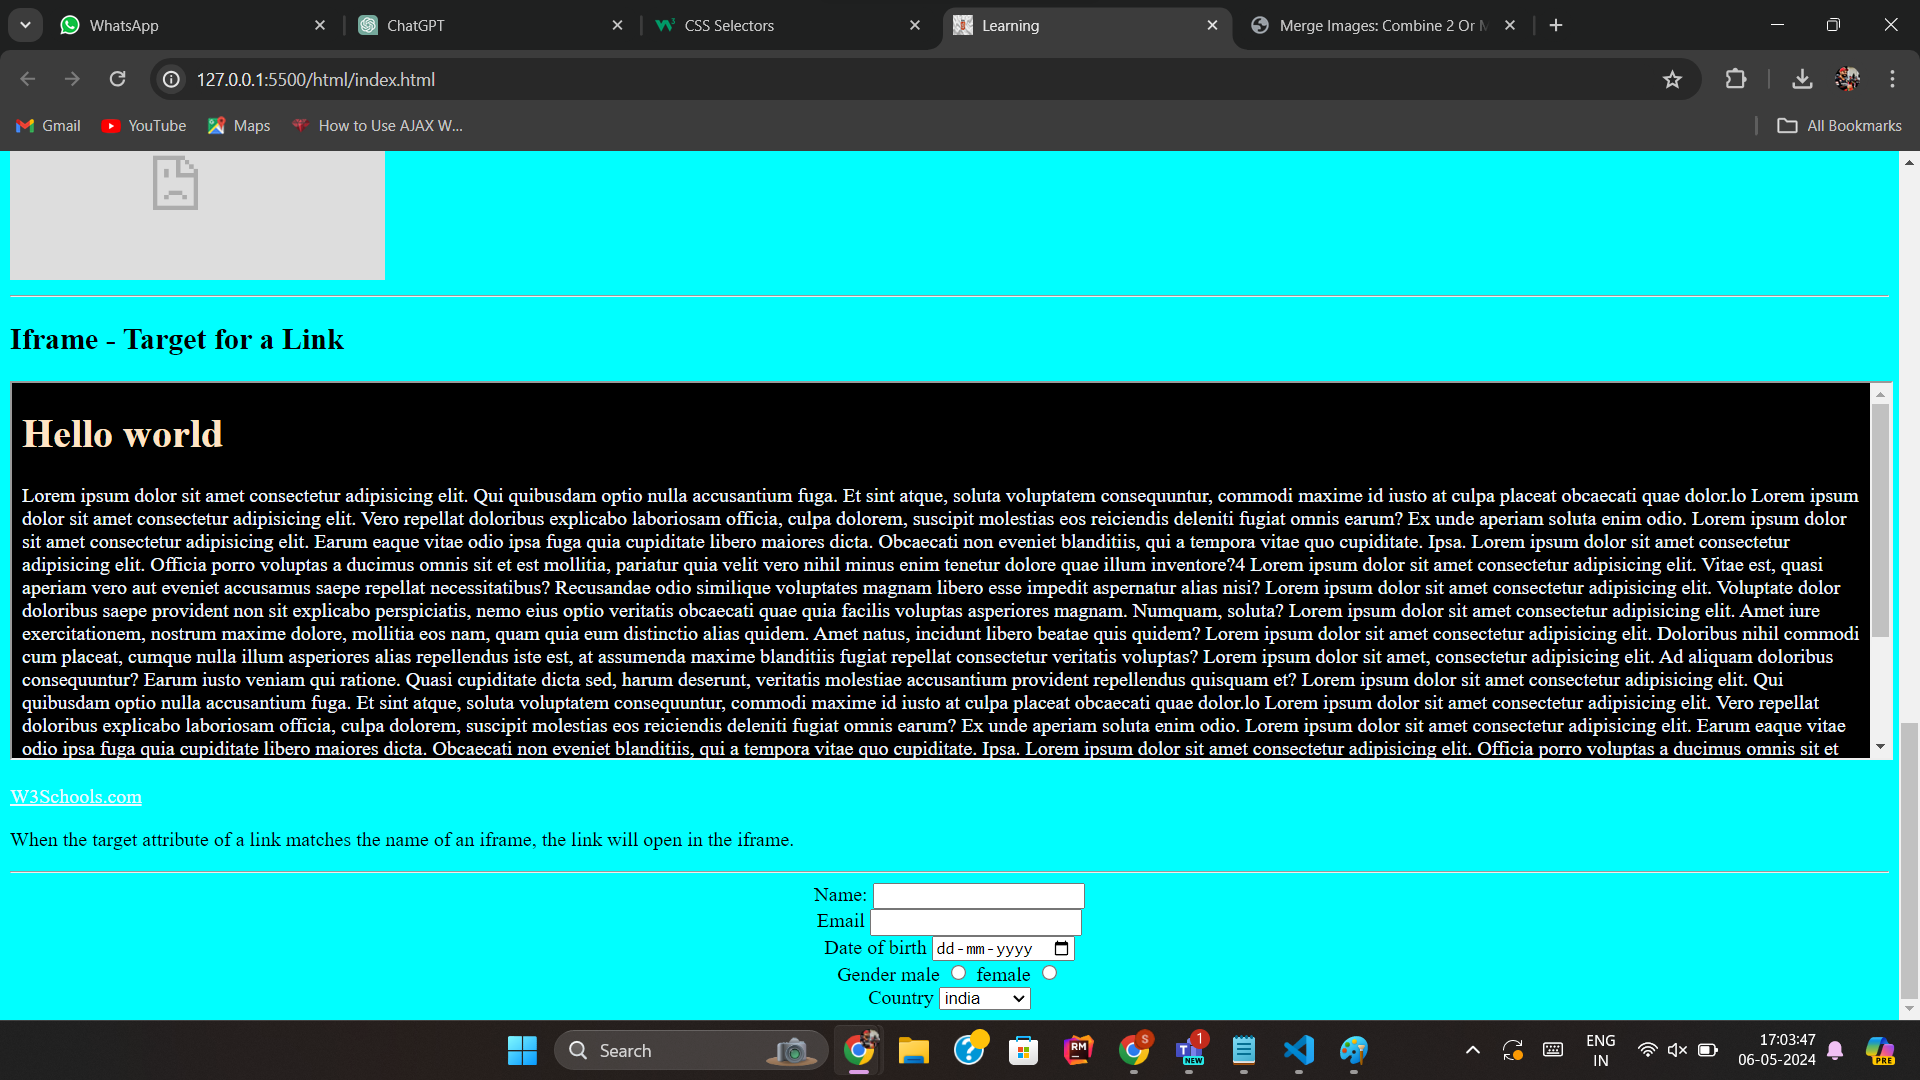 WhatsApp
ChatGPT
CSS Selectors
Learning
Merge Images: Combine 2 Or M
127.0.0.1:5500/html/index.html
Gmail
YouTube
Maps
How to Use AJAX W...
All Bookmarks
Iframe - Target for a Link
Hello world
Lorem ipsum dolor sit amet consectetur adipisicing elit. Qui quibusdam optio nulla accusantium fuga. Et sint atque, soluta voluptatem consequuntur, commodi maxime id iusto at culpa placeat obcaecati quae dolor.lo Lorem ipsum
dolor sit amet consectetur adipisicing elit. Vero repellat doloribus explicabo laboriosam officia, culpa dolorem, suscipit molestias eos reiciendis deleniti fugiat omnis earum? Ex unde aperiam soluta enim odio. Lorem ipsum dolor
sit amet consectetur adipisicing elit. Earum eaque vitae odio ipsa fuga quia cupiditate libero maiores dicta. Obcaecati non eveniet blanditiis, qui a tempora vitae quo cupiditate. Ipsa. Lorem ipsum dolor sit amet consectetur
adipisicing elit. Officia porro voluptas a ducimus omnis sit et est mollitia, pariatur quia velit vero nihil minus enim tenetur dolore quae illum inventore?4 Lorem ipsum dolor sit amet consectetur adipisicing elit. Vitae est, quasi
aperiam vero aut eveniet accusamus saepe repellat necessitatibus? Recusandae odio similique voluptates magnam libero esse impedit aspernatur alias nisi? Lorem ipsum dolor sit amet consectetur adipisicing elit. Voluptate dolor
doloribus saepe provident non sit explicabo perspiciatis, nemo eius optio veritatis obcaecati quae quia facilis voluptas asperiores magnam. Numquam, soluta? Lorem ipsum dolor sit amet consectetur adipisicing elit. Amet iure
exercitationem, nostrum maxime dolore, mollitia eos nam, quam quia eum distinctio alias quidem. Amet natus, incidunt libero beatae quis quidem? Lorem ipsum dolor sit amet consectetur adipisicing elit. Doloribus nihil commodi
cum placeat, cumque nulla illum asperiores alias repellendus iste est, at assumenda maxime blanditiis fugiat repellat consectetur veritatis voluptas? Lorem ipsum dolor sit amet, consectetur adipisicing elit. Ad aliquam doloribus
consequuntur? Earum iusto veniam qui ratione. Quasi cupiditate dicta sed, harum deserunt, veritatis molestiae accusantium provident repellendus quisquam et? Lorem ipsum dolor sit amet consectetur adipisicing elit. Qui
quibusdam optio nulla accusantium fuga. Et sint atque, soluta voluptatem consequuntur, commodi maxime id iusto at culpa placeat obcaecati quae dolor.lo Lorem ipsum dolor sit amet consectetur adipisicing elit. Vero repellat
doloribus explicabo laboriosam officia, culpa dolorem, suscipit molestias eos reiciendis deleniti fugiat omnis earum? Ex unde aperiam soluta enim odio. Lorem ipsum dolor sit amet consectetur adipisicing elit. Earum eaque vitae
odio ipsa fuga quia cupiditate libero maiores dicta. Obcaecati non eveniet blanditiis, qui a tempora vitae quo cupiditate. Ipsa. Lorem ipsum dolor sit amet consectetur adipisicing elit. Officia porro voluptas a ducimus omnis sit et
W3Schools.com
When the target attribute of a link matches the name of an iframe, the link will open in the iframe.
Name:
Email
Date of birth dd-mm-yyyy
Gender male female
Country india
Search
RM
S
1
NEW
ENG
IN
17:03:47
06-05-2024
PRE